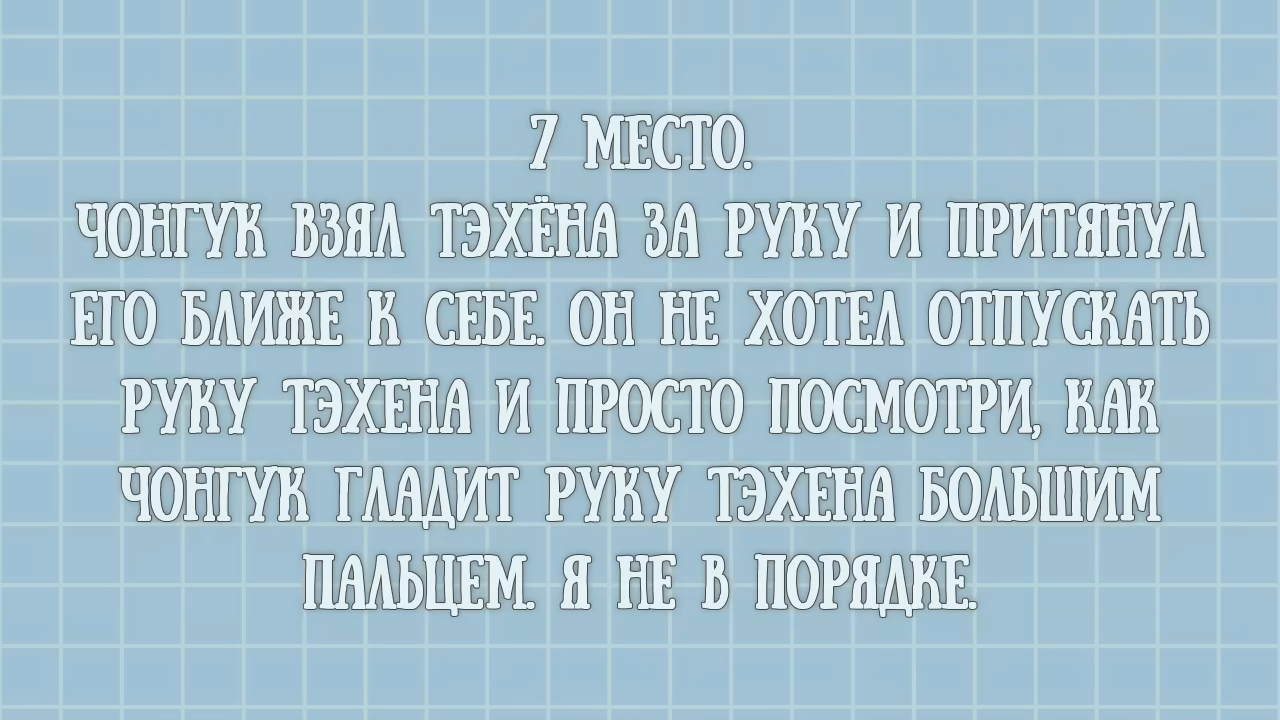 7 МЕСТО.
ЧОНГУК ВЗЯЛ ТЭХЁНА ЗА РУКУ И ПРИТЯНУЛ
ЕГО БЛИЖЕ К СЕБЕ. ОН НЕ ХОТЕЛ ОТПУСКАТЬ
РУКУ ТЭХЕНА И ПРОСТО ПОСМОТРИ, КАК
ЧОНГУК ГЛАДИТ РУКУ ТЭХЕНА БОЛЬШИМ
ПАЛЬЦЕМ. Я НЕ В ПОРЯДКЕ.